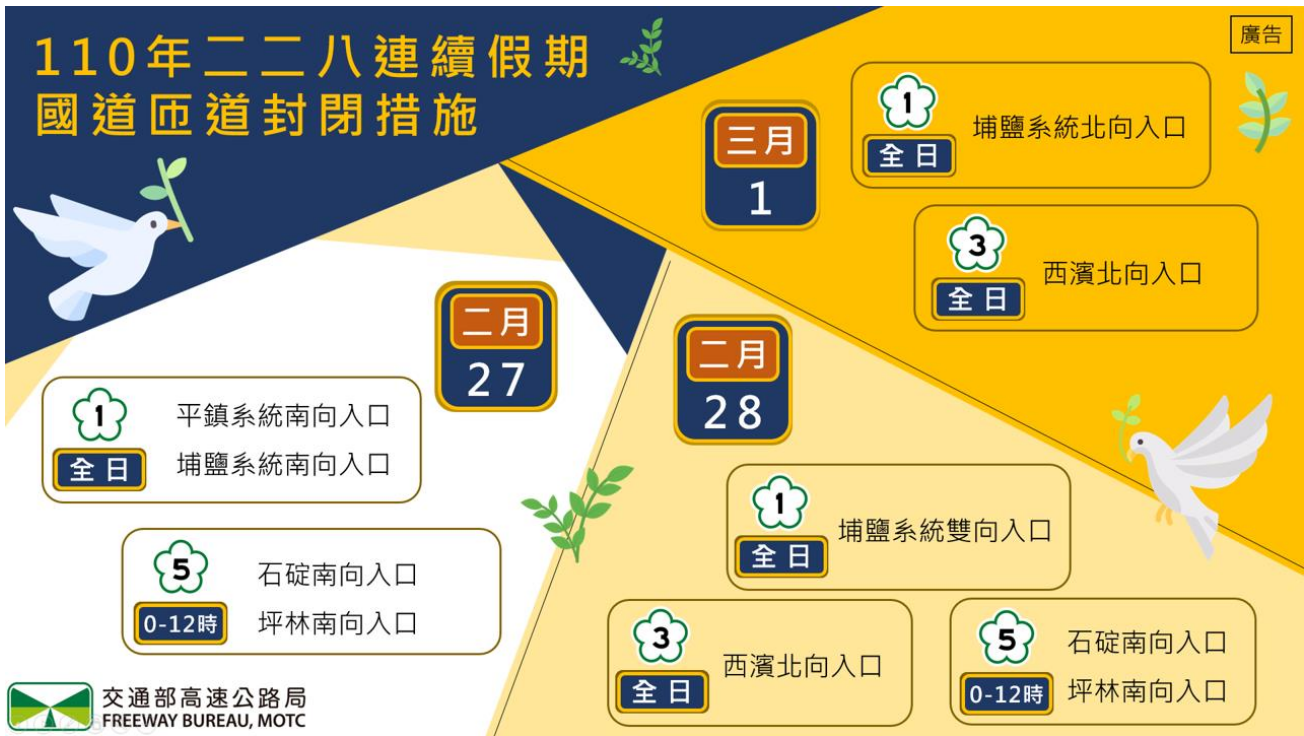 110年二二八連續假期
國道匝道封閉措施
廣告
二月
27
1
全日
平鎮系統南向入口
埔鹽系統南向入口
5
0-12時
石碇南向入口
坪林南向入口
二月
28
1
全日
埔鹽系統雙向入口
3
全日
西濱北向入口
5
0-12時
石碇南向入口
坪林南向入口
三月
1
1
全日
埔鹽系統北向入口
3
全日
西濱北向入口
交通部高速公路局
FREEWAY BUREAU, MOTC